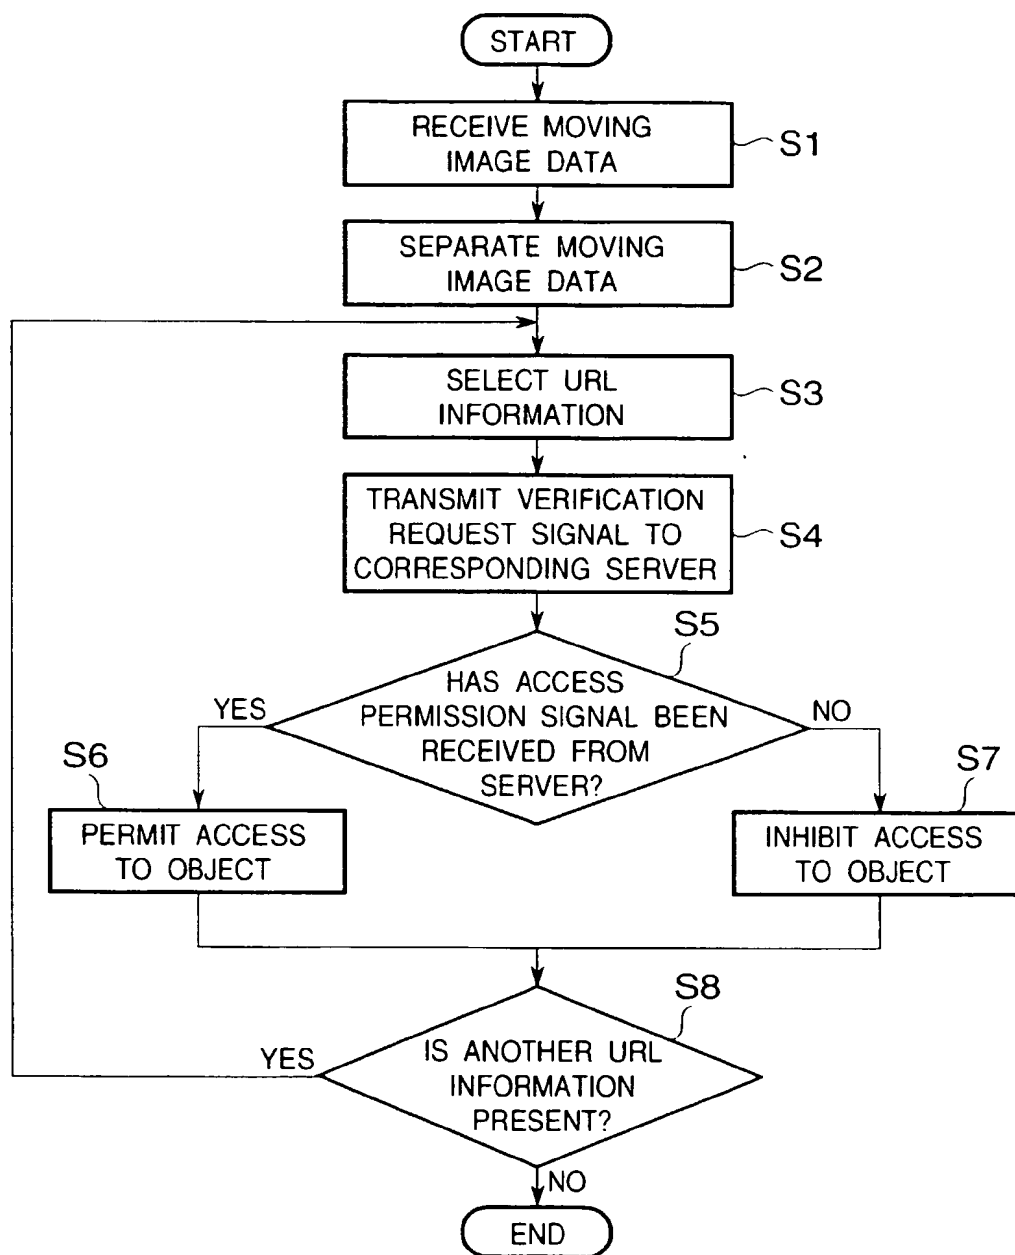 START
RECEIVE MOVING
IMAGE DATA
S1
SEPARATE MOVING
IMAGE DATA
S2
SELECT URL
INFORMATION
S3
TRANSMIT VERIFICATION
REQUEST SIGNAL TO
CORRESPONDING SERVER
S4
S5
HAS ACCESS
PERMISSION SIGNAL BEEN
RECEIVED FROM
SERVER?
YES
NO
S6
PERMIT ACCESS
TO OBJECT
S7
INHIBIT ACCESS
TO OBJECT
S8
IS ANOTHER URL
INFORMATION
PRESENT?
YES
NO
END